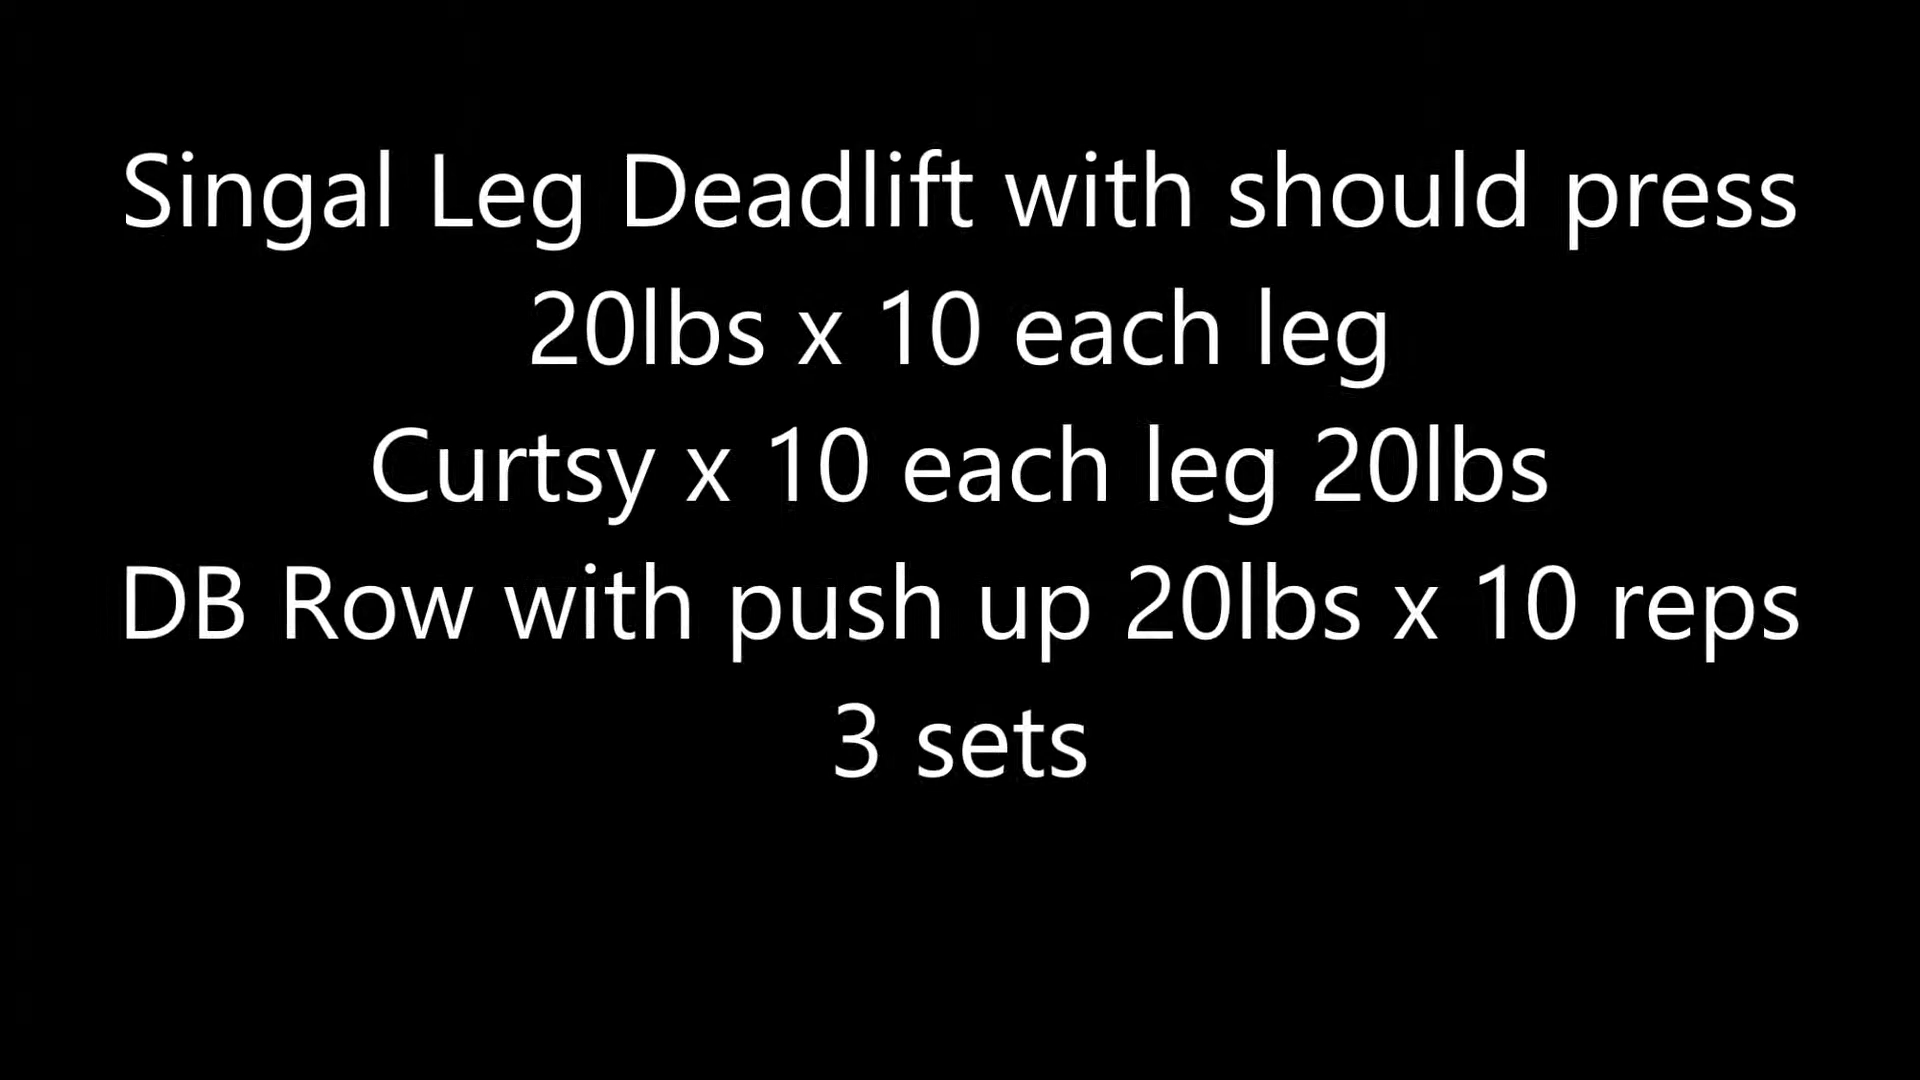 Singal Leg Deadlift with should press
20lbs x 10 each leg
Curtsy x 10 each leg 20lbs
DB Row with push up 20lbs x 10 reps
3 sets